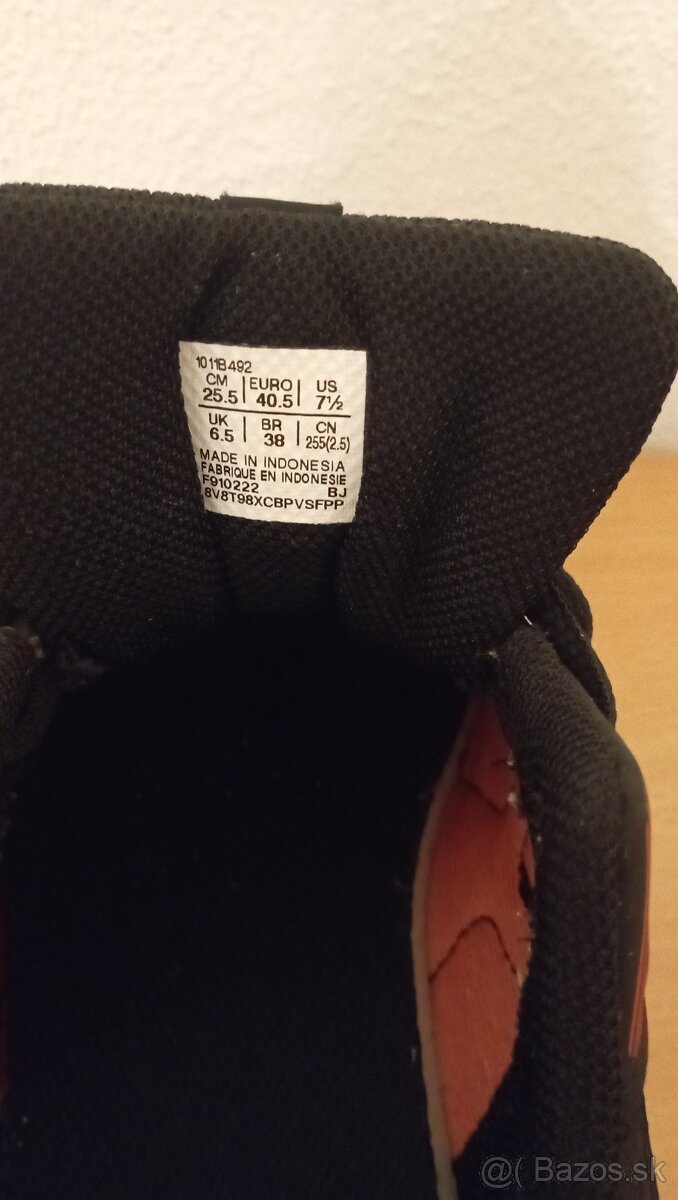 1011B492
CM | EURO | US
25.5 | 40.5 | 7½
UK | BR | CN
6.5 | 38 | 255(2.5)
MADE IN INDONESIA
FABRIQUE EN INDONESIE
F910222 BJ
8V8T98XCBPVSFPP
@( Bazos.sk